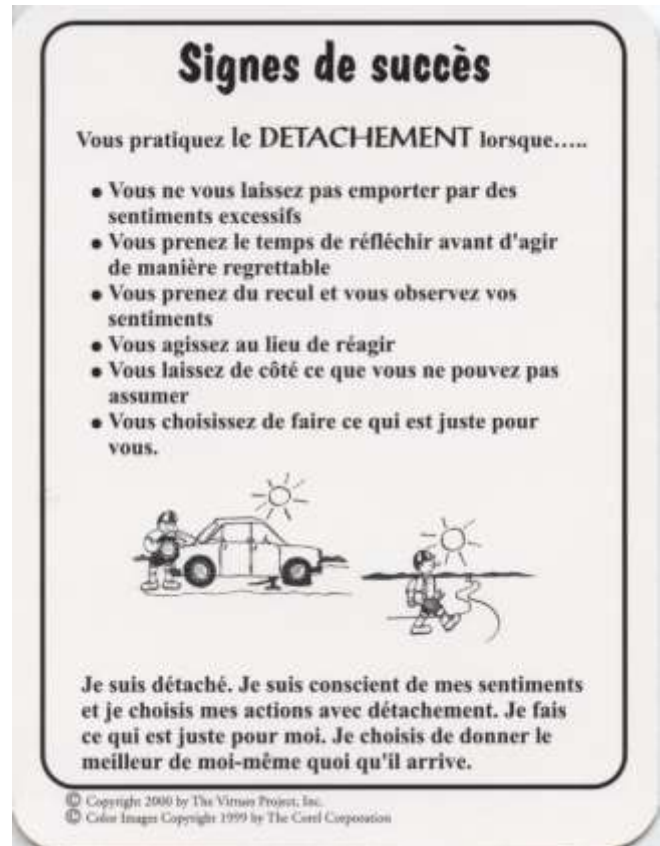 Signes de succès
Vous pratiquez le DETACHEMENT lorsque.....
• Vous ne vous laissez pas emporter par des
sentiments excessifs
• Vous prenez le temps de réfléchir avant d'agir
de manière regrettable
• Vous prenez du recul et vous observez vos
sentiments
• Vous agissez au lieu de réagir
• Vous laissez de côté ce que vous ne pouvez pas
assumer
• Vous choisissez de faire ce qui est juste pour
vous.
Je suis détaché. Je suis conscient de mes sentiments
et je choisis mes actions avec détachement. Je fais
ce qui est juste pour moi. Je choisis de donner le
meilleur de moi-même quoi qu'il arrive.
© Copyright 2000 by The Virtues Project, Inc.
© Color Images Copyright 1999 by The Corel Corporation